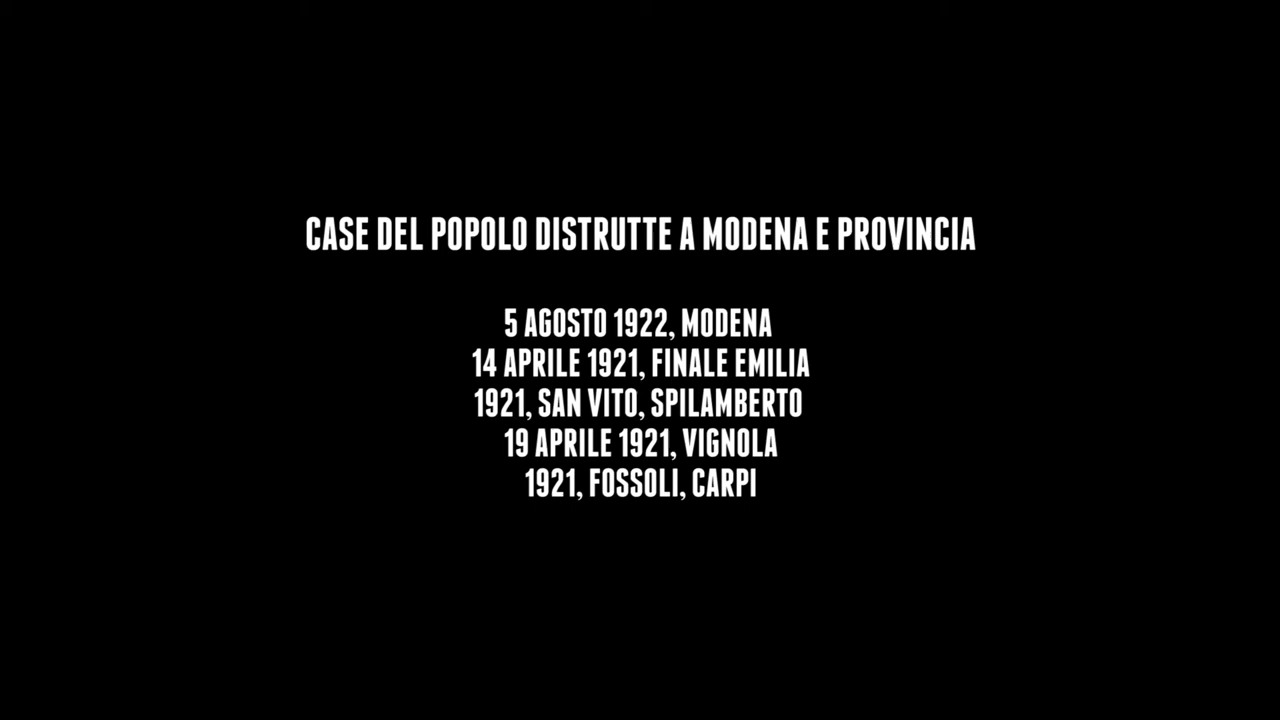 CASE DEL POPOLO DISTRUTTE A MODENA E PROVINCIA
5 AGOSTO 1922, MODENA
14 APRILE 1921, FINALE EMILIA
1921, SAN VITO, SPILAMBERTO
19 APRILE 1921, VIGNOLA
1921, FOSSOLI, CARPI